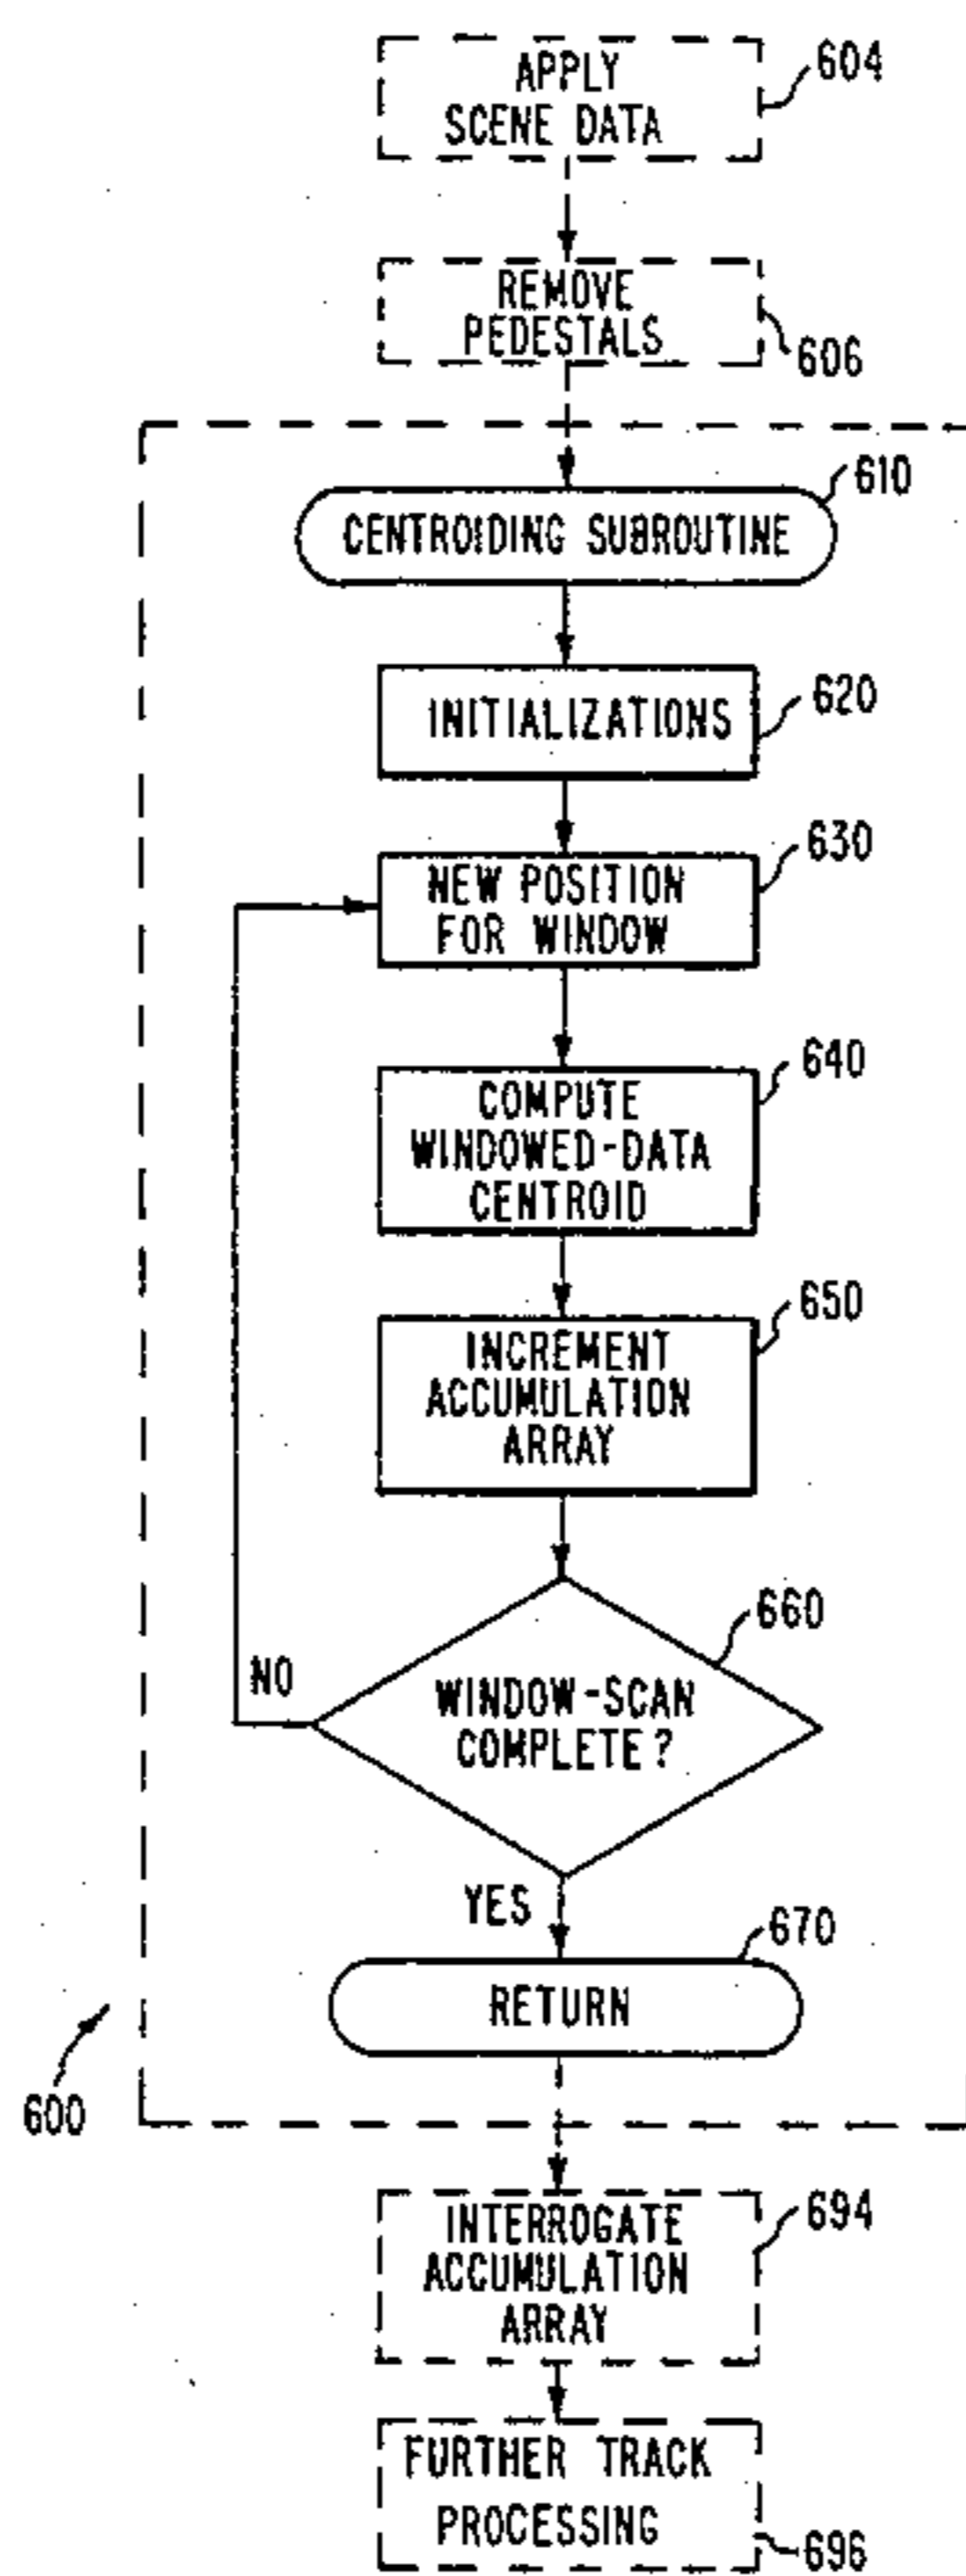 APPLY
SCENE DATA
604
REMOVE
PEDESTALS
606
610
CENTROIDING SUBROUTINE
620
INITIALIZATIONS
630
NEW POSITION
FOR WINDOW
640
COMPUTE
WINDOWED-DATA
CENTROID
650
INCREMENT
ACCUMULATION
ARRAY
660
NO
WINDOW-SCAN
COMPLETE?
YES
670
RETURN
600
694
INTERROGATE
ACCUMULATION
ARRAY
FURTHER TRACK
PROCESSING
696